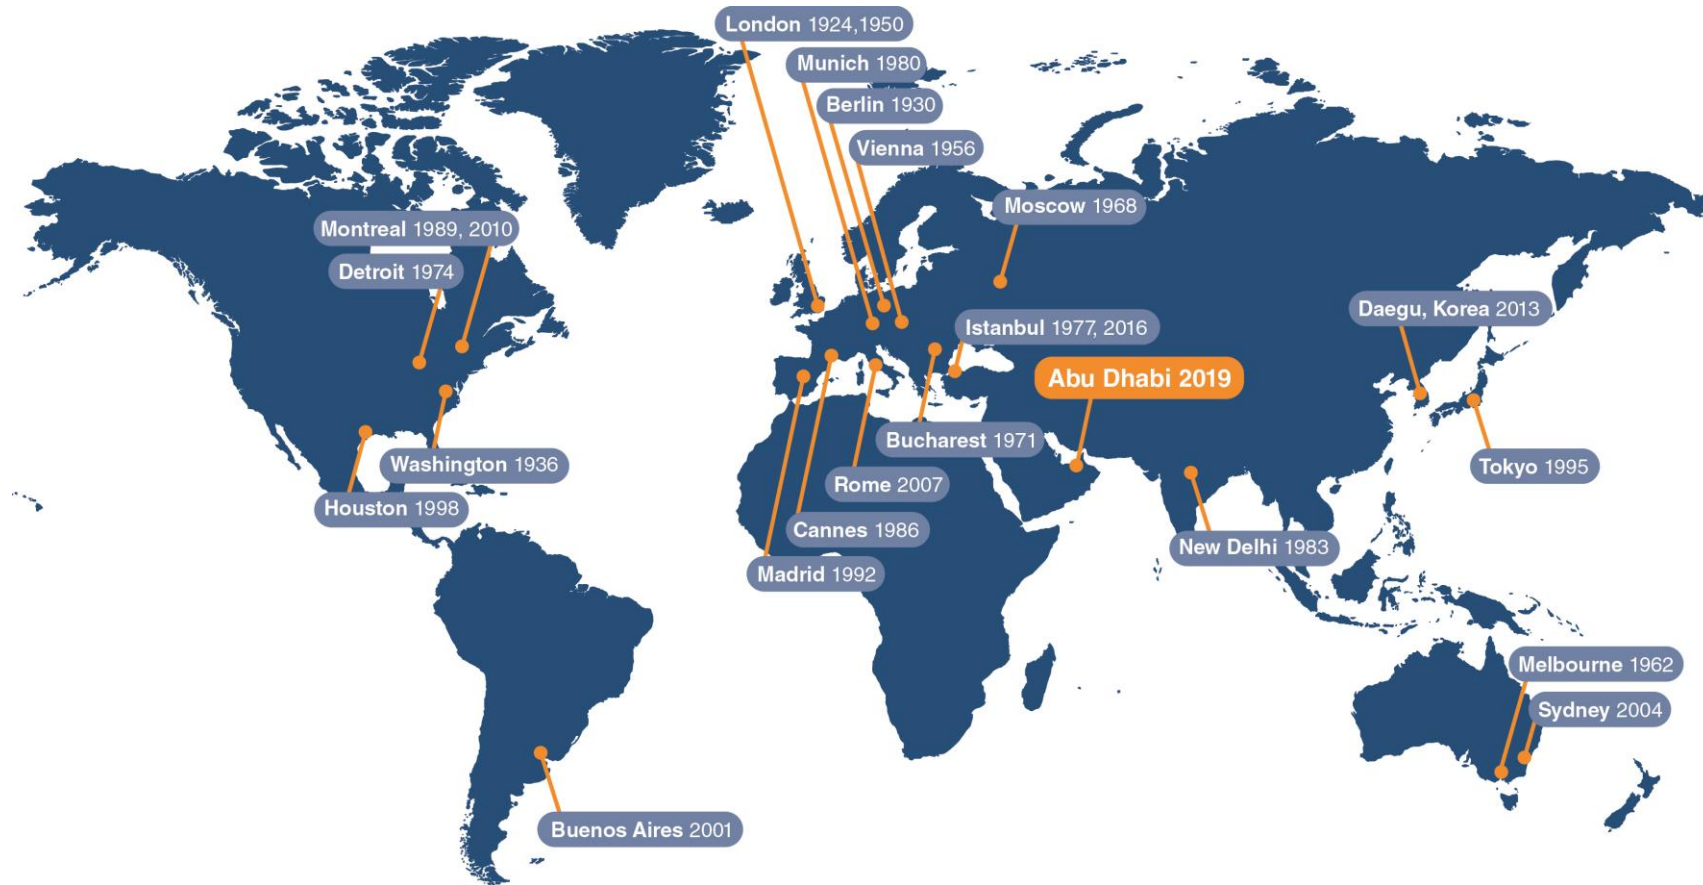 London 1924,1950
Munich 1980
Berlin 1930
Vienna 1956
Moscow 1968
Montreal 1989, 2010
Detroit 1974
Daegu, Korea 2013
Istanbul 1977, 2016
Abu Dhabi 2019
Bucharest 1971
Washington 1936
Tokyo 1995
Rome 2007
Houston 1998
Cannes 1986
New Delhi 1983
Madrid 1992
Melbourne 1962
Sydney 2004
Buenos Aires 2001